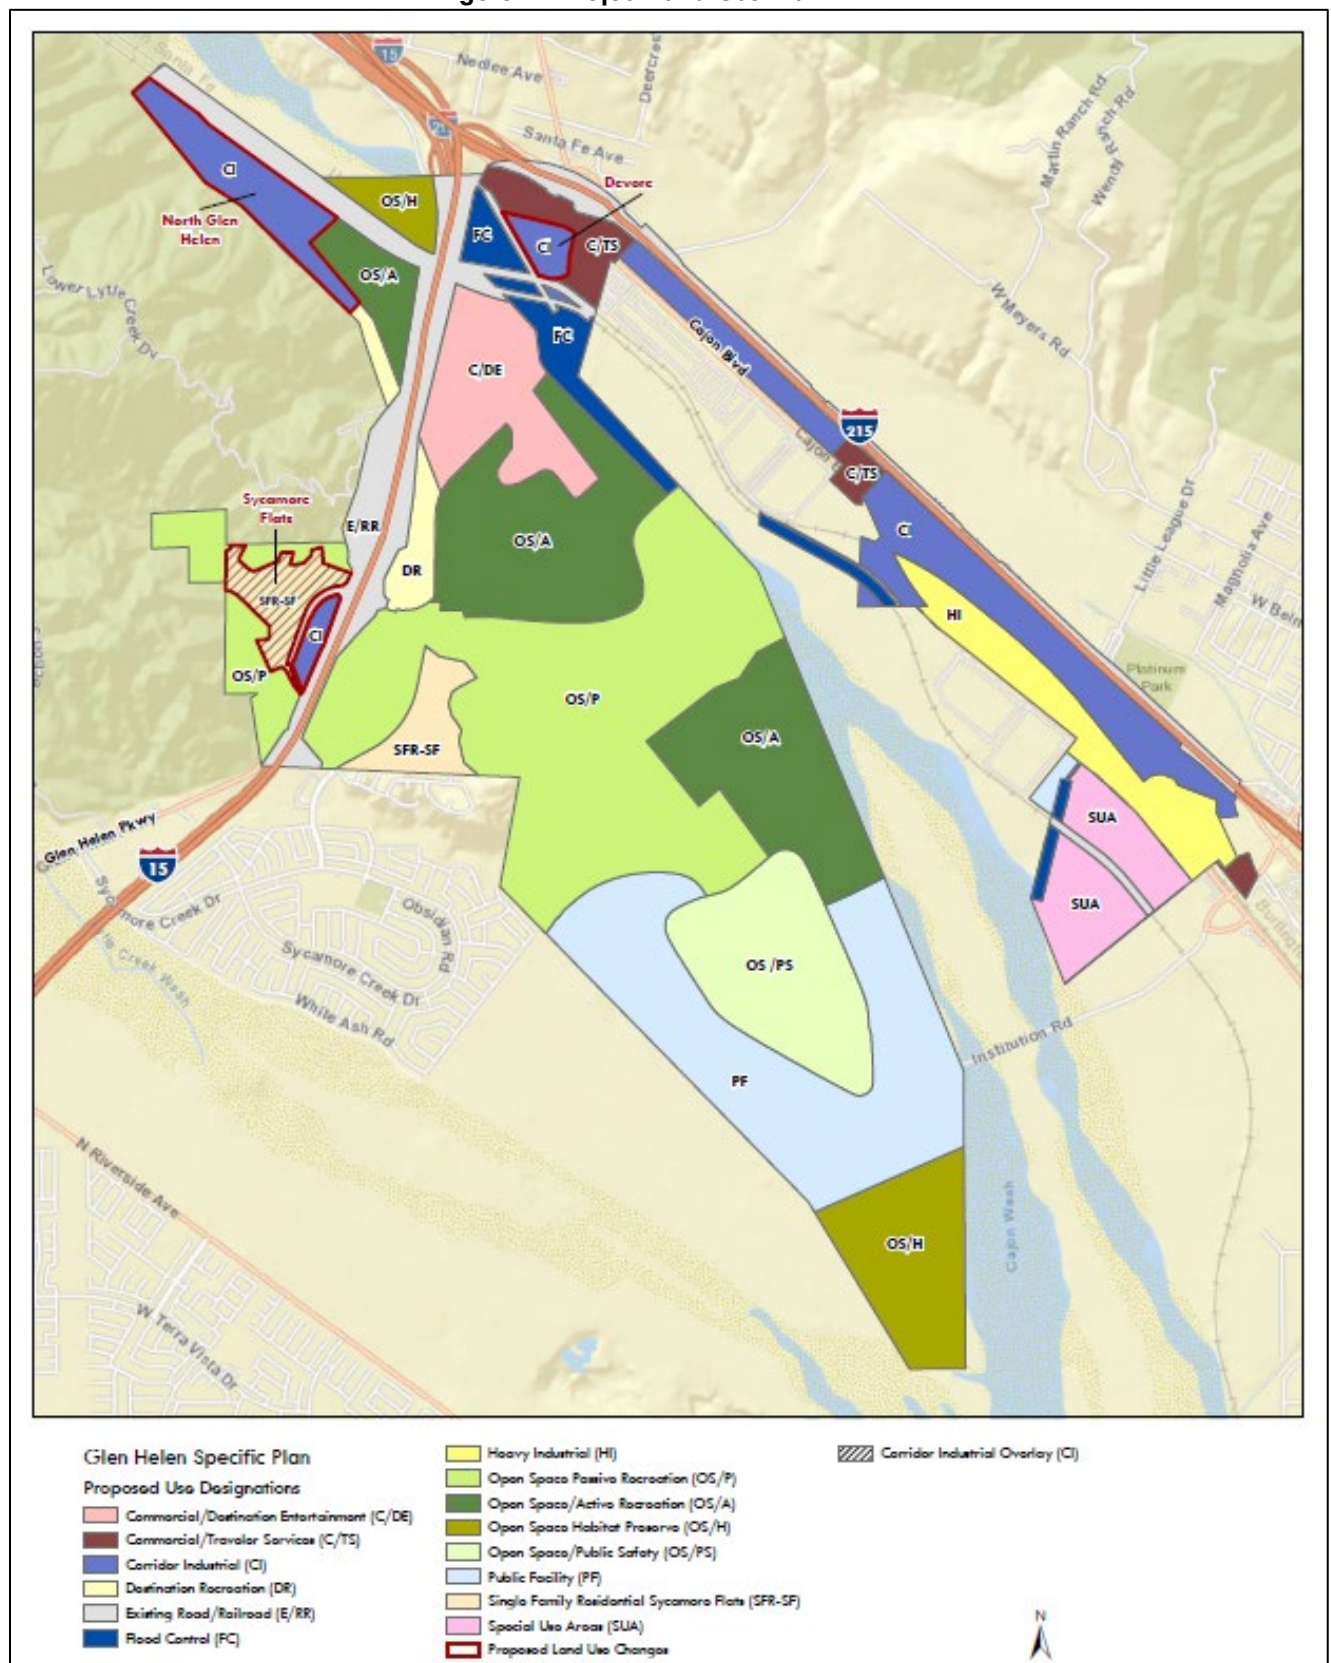 15
Nedlee Ave
Santa Fe
Santa Fe Ave
Martin Ranch Rd
Wendy Ranch Rd
CI
OS/H
Devore
North Glen
Helen
FC
CI
C/TS
OS/A
Lower Lytle
Creek Dr
W Meyers Rd
FC
Cajon Blvd
C/DE
215
C/TS
Little League Dr
Magnolia Ave
Sycamore
Flats
E/RR
CI
OS/A
DR
SFR-SF
HI
CI
OS/P
Platinum
Park
OS/P
OS/A
SFR-SF
SUA
Glen Helen Pkwy
15
Sycamore Creek Dr
Obsidian Rd
SUA
Sycamore Creek Dr
OS /PS
White Ash Rd
Institution Rd
PF
N Riverside Ave
Cajon Wash
OS/H
W Terra Vista Dr
Glen Helen Specific Plan
Proposed Use Designations
Commercial/Destination Entertainment (C/DE)
Commercial/Traveler Services (C/TS)
Corridor Industrial (CI)
Destination Recreation (DR)
Existing Road/Railroad (E/RR)
Flood Control (FC)
Heavy Industrial (HI)
Open Space Passive Recreation (OS/P)
Open Space/Active Recreation (OS/A)
Open Space Habitat Preserve (OS/H)
Open Space/Public Safety (OS/PS)
Public Facility (PF)
Single Family Residential Sycamore Flats (SFR-SF)
Special Use Areas (SUA)
Proposed Land Use Changes
Corridor Industrial Overlay (CI)
N